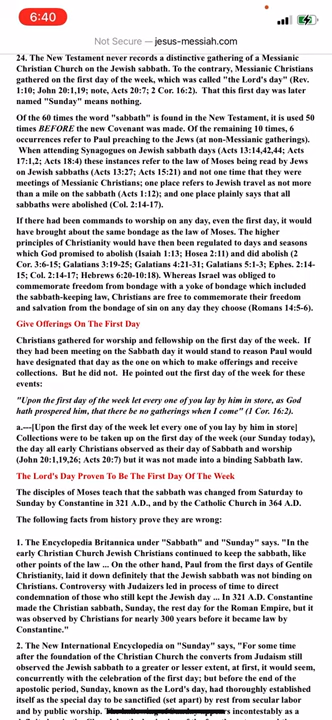 6:40
Not Secure — jesus-messiah.com
24. The New Testament never records a distinctive gathering of a Messianic
Christian Church on the Jewish sabbath. To the contrary, Messianic Christians
gathered on the first day of the week, which was called "the Lord's day" (Rev.
1:10; John 20:1,19; note, Acts 20:7; 2 Cor. 16:2).  That this first day was later
named "Sunday" means nothing.
Of the 60 times the word "sabbath" is found in the New Testament, it is used 50
times BEFORE the new Covenant was made. Of the remaining 10 times, 6
occurrences refer to Paul preaching to the Jews (at non-Messianic gatherings).
When attending Synagogues on Jewish sabbath days (Acts 13:14,42,44; Acts
17:1,2; Acts 18:4) these instances refer to the law of Moses being read by Jews
on Jewish sabbaths (Acts 13:27; Acts 15:21) and not one time that they were
meetings of Messianic Christians; one place refers to Jewish travel as not more
than a mile on the sabbath (Acts 1:12); and one place plainly says that all
sabbaths were abolished (Col. 2:14-17).
If there had been commands to worship on any day, even the first day, it would
have brought about the same bondage as the law of Moses. The higher
principles of Christianity would have then been regulated to days and seasons
which God promised to abolish (Isaiah 1:13; Hosea 2:11) and did abolish (2
Cor. 3:6-15; Galatians 3:19-25; Galatians 4:21-31; Galatians 5:1-3; Ephes. 2:14-
15; Col. 2:14-17; Hebrews 6:20-10:18). Whereas Israel was obliged to
commemorate freedom from bondage with a yoke of bondage which included
the sabbath-keeping law, Christians are free to commemorate their freedom
and salvation from the bondage of sin on any day they choose (Romans 14:5-6).
Give Offerings On The First Day
Christians gathered for worship and fellowship on the first day of the week.  If
they had been meeting on the Sabbath day it would stand to reason Paul would
have designated that day as the one on which to make offerings and receive
collections.  But he did not.  He pointed out the first day of the week for these
events:
"Upon the first day of the week let every one of you lay by him in store, as God
hath prospered him, that there be no gatherings when I come" (1 Cor. 16:2).
a.---[Upon the first day of the week let every one of you lay by him in store]
Collections were to be taken up on the first day of the week (our Sunday today),
the day all early Christians observed as their day of Sabbath and worship
(John 20:1,19,26; Acts 20:7) but it was not made into a binding Sabbath law.
The Lord's Day Proven To Be The First Day Of The Week
The disciples of Moses teach that the sabbath was changed from Saturday to
Sunday by Constantine in 321 A.D., and by the Catholic Church in 364 A.D.
The following facts from history prove they are wrong:
1. The Encyclopedia Britannica under "Sabbath" and "Sunday" says. "In the
early Christian Church Jewish Christians continued to keep the sabbath, like
other points of the law ... On the other hand, Paul from the first days of Gentile
Christianity, laid it down definitely that the Jewish sabbath was not binding on
Christians. Controversy with Judaizers led in process of time to direct
condemnation of those who still kept the Jewish day ... In 321 A.D. Constantine
made the Christian sabbath, Sunday, the rest day for the Roman Empire, but it
was observed by Christians for nearly 300 years before it became law by
Constantine."
2. The New International Encyclopedia on "Sunday" says, "For some time
after the foundation of the Christian Church the converts from Judaism still
observed the Jewish sabbath to a greater or lesser extent, at first, it would seem,
concurrently with the celebration of the first day; but before the end of the
apostolic period, Sunday, known as the Lord's day, had thoroughly established
itself as the special day to be sanctified (set apart) by rest from secular labor
and by public worship. The